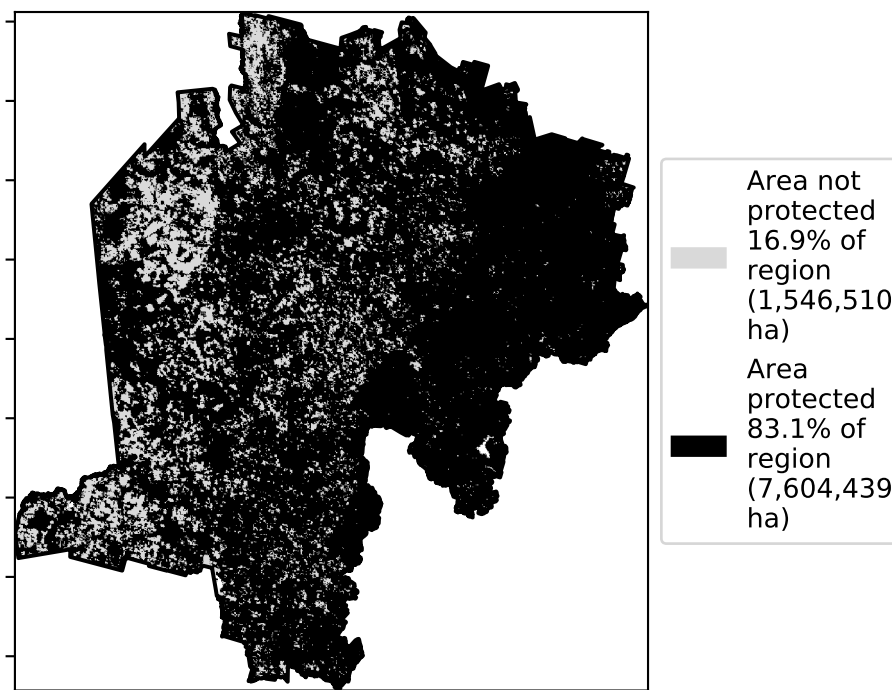 Area not
protected
16.9% of
region
(1,546,510
ha)
Area
protected
83.1% of
region
(7,604,439
ha)